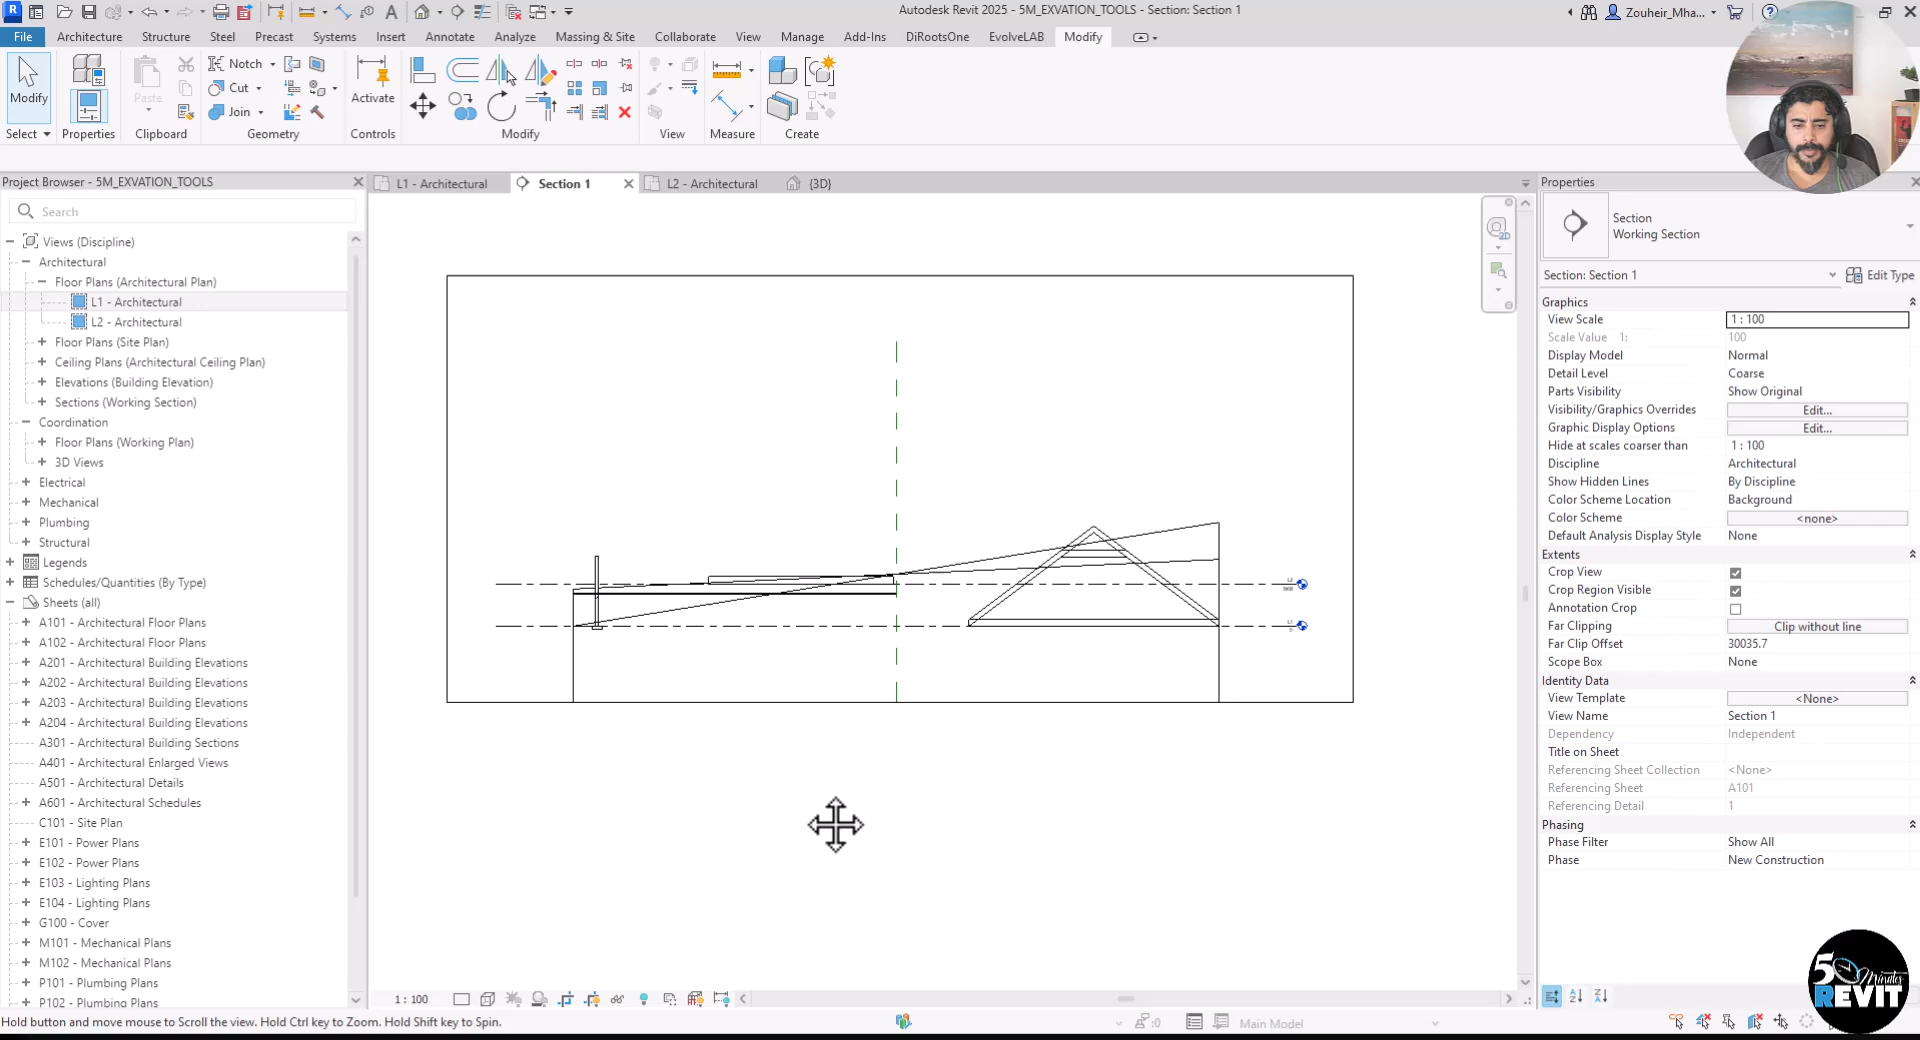 Autodesk Revit 2025 - 5M_EXVATION_TOOLS - Section: Section 1
Zouheir_Mha...
File Architecture Structure Steel Precast Systems Insert Annotate Analyze Massing & Site Collaborate View Manage Add-Ins DiRootsOne EvolveLAB Modify
Modify
Paste
Notch
Cut
Join
Activate
Select Properties Clipboard Geometry Controls Modify View Measure Create
Project Browser - 5M_EXVATION_TOOLS
L1 - Architectural Section 1 L2 - Architectural {3D}
Properties
Search
Views (Discipline)
Architectural
Floor Plans (Architectural Plan)
L1 - Architectural
L2 - Architectural
Floor Plans (Site Plan)
Ceiling Plans (Architectural Ceiling Plan)
Elevations (Building Elevation)
Sections (Working Section)
Coordination
Floor Plans (Working Plan)
3D Views
Electrical
Mechanical
Plumbing
Structural
Legends
Schedules/Quantities (By Type)
Sheets (all)
A101 - Architectural Floor Plans
A102 - Architectural Floor Plans
A201 - Architectural Building Elevations
A202 - Architectural Building Elevations
A203 - Architectural Building Elevations
A204 - Architectural Building Elevations
A301 - Architectural Building Sections
A401 - Architectural Enlarged Views
A501 - Architectural Details
A601 - Architectural Schedules
C101 - Site Plan
E101 - Power Plans
E102 - Power Plans
E103 - Lighting Plans
E104 - Lighting Plans
G100 - Cover
M101 - Mechanical Plans
M102 - Mechanical Plans
P101 - Plumbing Plans
P102 - Plumbing Plans
2D
L2
L1
Section
Working Section
Section: Section 1 Edit Type
Graphics
View Scale 1 : 100
Scale Value 1: 100
Display Model Normal
Detail Level Coarse
Parts Visibility Show Original
Visibility/Graphics Overrides Edit...
Graphic Display Options Edit...
Hide at scales coarser than 1 : 100
Discipline Architectural
Show Hidden Lines By Discipline
Color Scheme Location Background
Color Scheme <none>
Default Analysis Display Style None
Extents
Crop View
Crop Region Visible
Annotation Crop
Far Clipping Clip without line
Far Clip Offset 30035.7
Scope Box None
Identity Data
View Template <None>
View Name Section 1
Dependency Independent
Title on Sheet
Referencing Sheet Collection <None>
Referencing Sheet A101
Referencing Detail 1
Phasing
Phase Filter Show All
Phase New Construction
1 : 100
Hold button and move mouse to Scroll the view. Hold Ctrl key to Zoom. Hold Shift key to Spin.
:0
Main Model
5 Minutes
REVIT